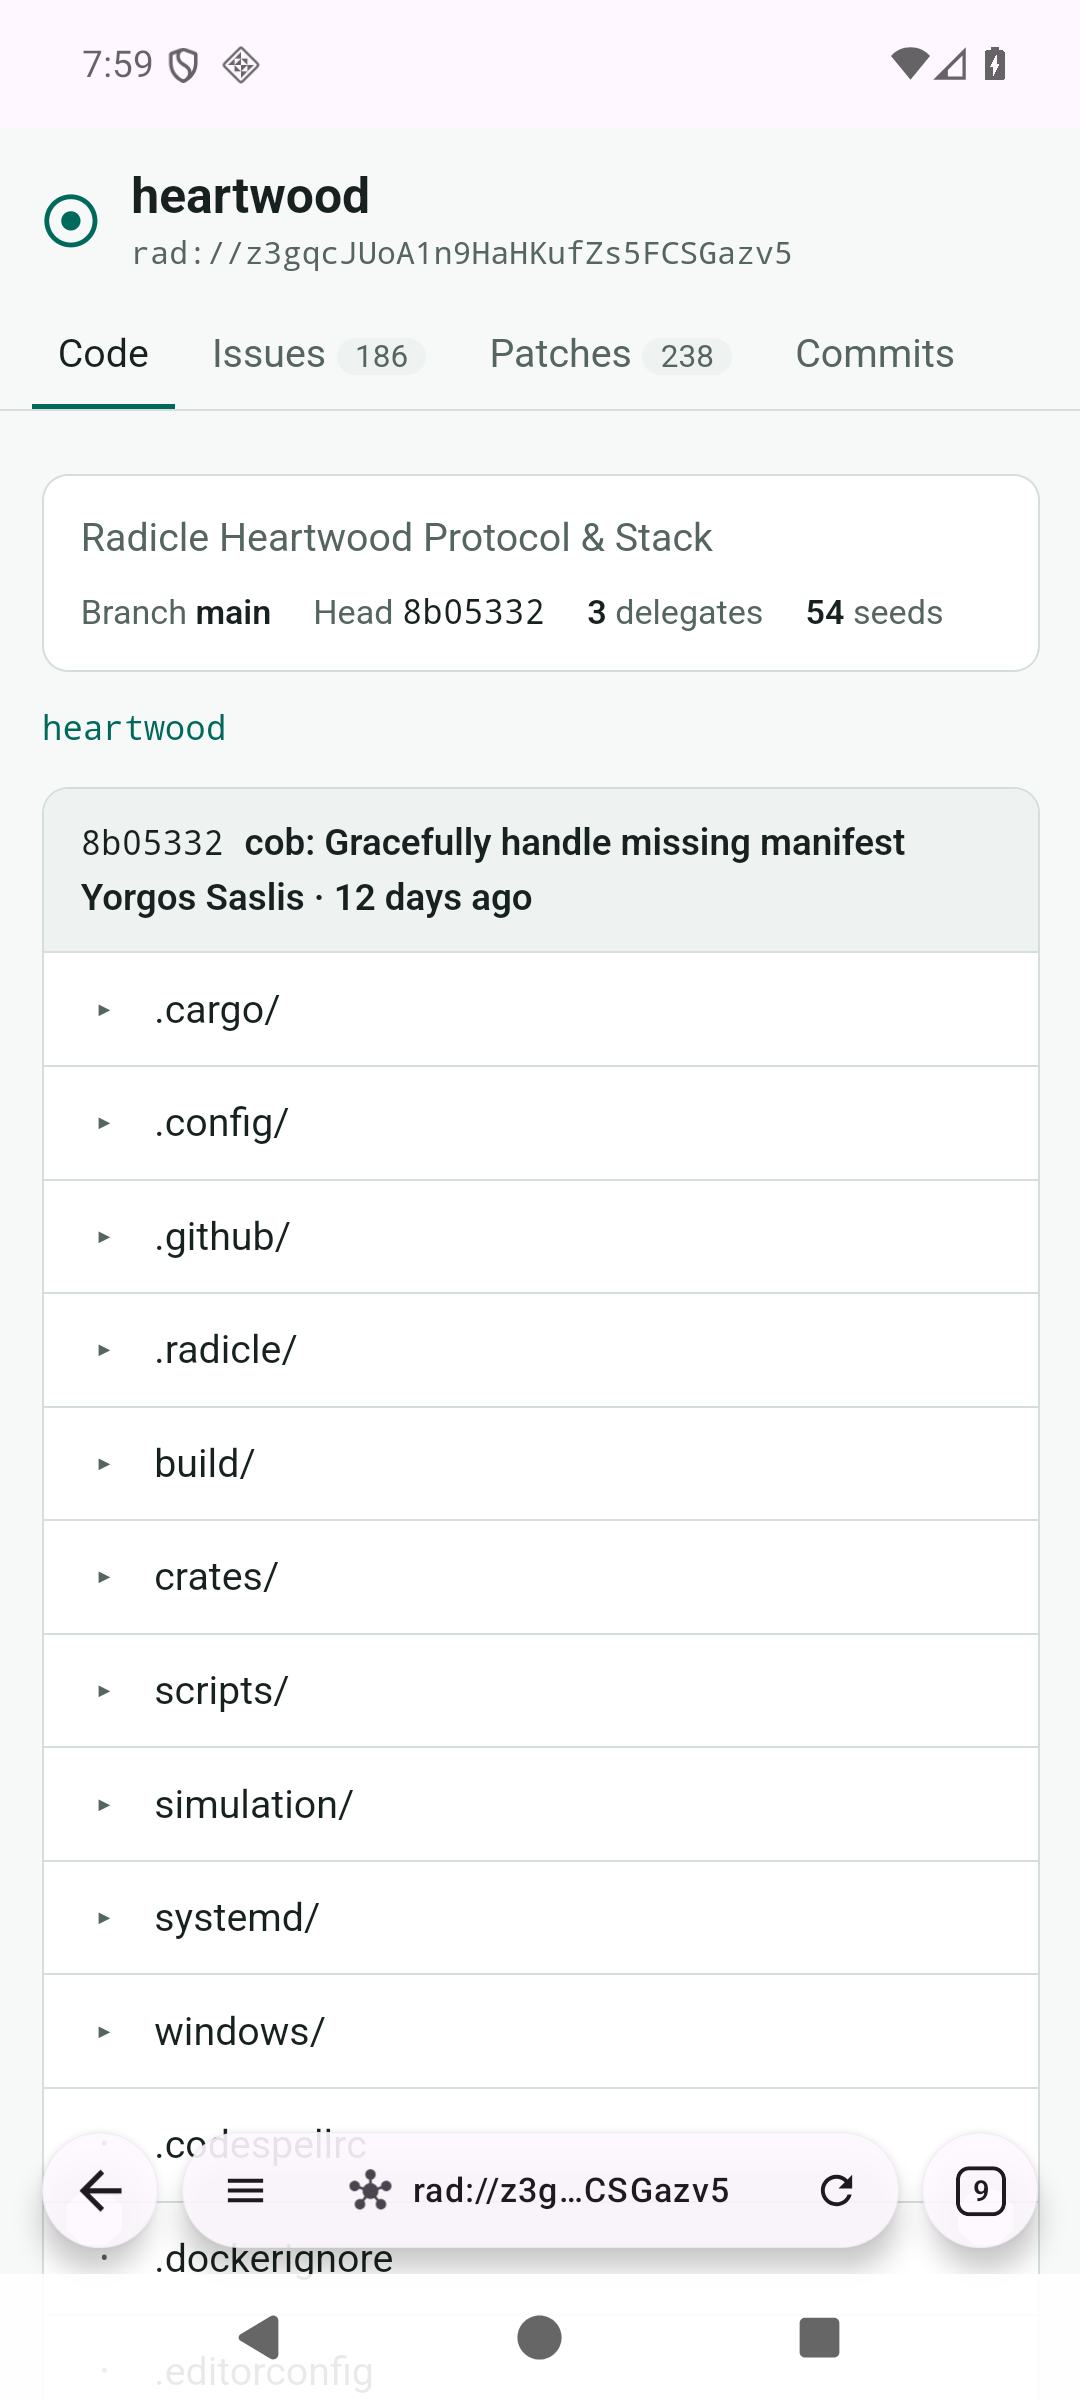 7:59
heartwood
rad://z3gqcJUoA1n9HaHKufZs5FCSGazv5
Code Issues 186 Patches 238 Commits
Radicle Heartwood Protocol & Stack
Branch main Head 8b05332 3 delegates 54 seeds
heartwood
8b05332 cob: Gracefully handle missing manifest
Yorgos Saslis · 12 days ago
.cargo/
.config/
.github/
.radicle/
build/
crates/
scripts/
simulation/
systemd/
windows/
.codespellrc
rad://z3g…CSGazv5 9
.dockerignore
.editorconfig